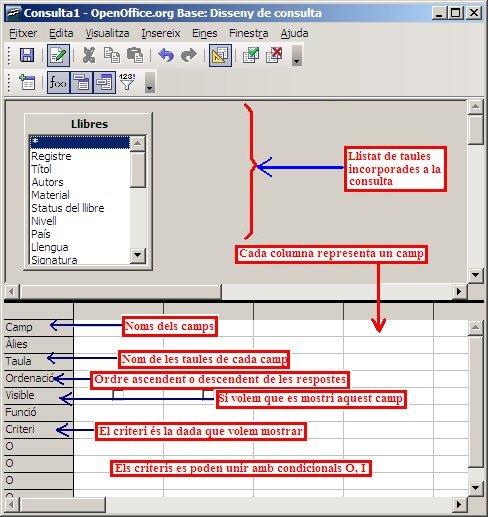 Consulta1 - OpenOffice.org Base: Disseny de consulta
Fitxer Edita Visualitza Insereix Eines Finestra Ajuda
f(x) 123!
Llibres
*
Registre
Títol
Autors
Material
Status del llibre
Nivell
País
Llengua
Signatura
Llistat de taules
incorporades a la
consulta
Cada columna representa un camp
Camp
Noms dels camps
Àlies
Taula
Nom de les taules de cada camp
Ordenació
Ordre ascendent o descendent de les respostes
Visible
Si volem que es mostri aquest camp
Funció
Criteri
El criteri és la dada que volem mostrar
O
O
Els criteris es poden unir amb condicionals O, I
O
O